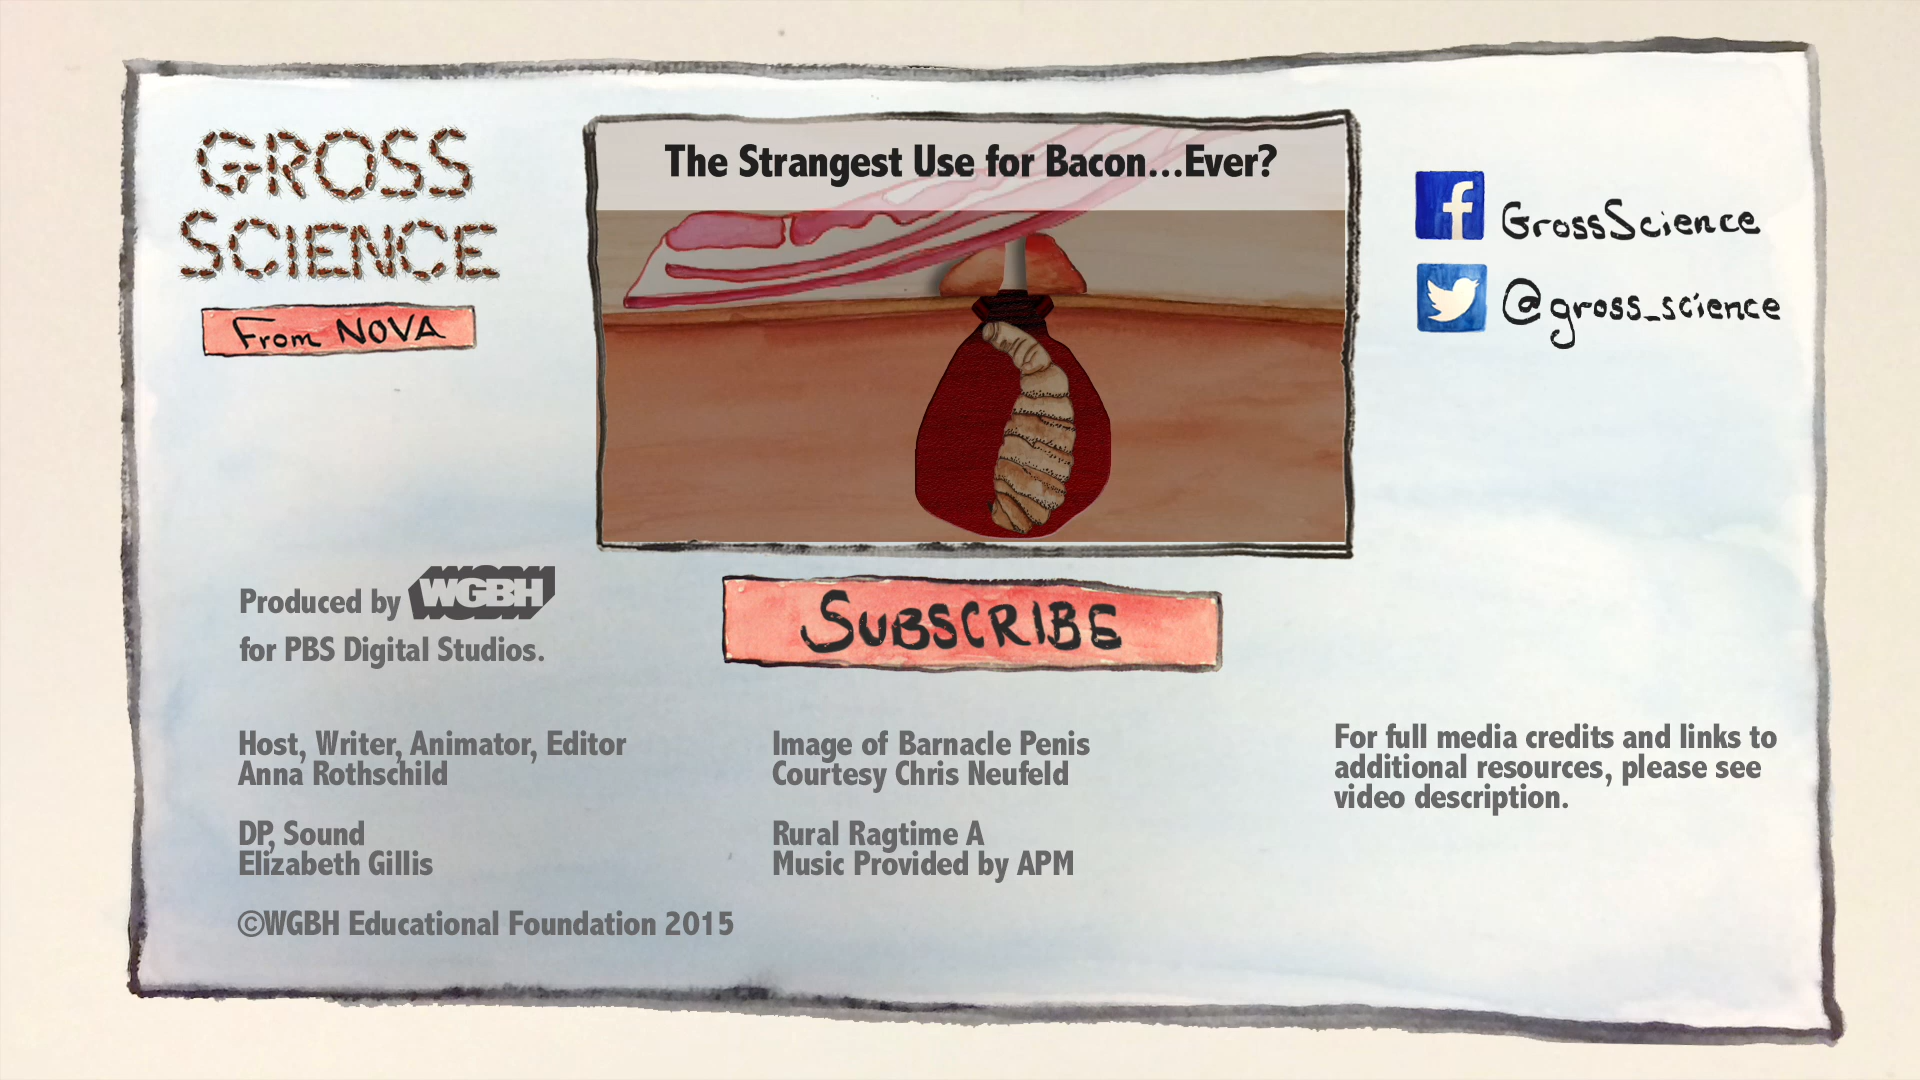 GROSS
SCIENCE
From NOVA
The Strangest Use for Bacon...Ever?
f GrossScience
@gross_science
Produced by WGBH
for PBS Digital Studios.
SUBSCRIBE
Host, Writer, Animator, Editor
Anna Rothschild
DP, Sound
Elizabeth Gillis
©WGBH Educational Foundation 2015
Image of Barnacle Penis
Courtesy Chris Neufeld
Rural Ragtime A
Music Provided by APM
For full media credits and links to
additional resources, please see
video description.